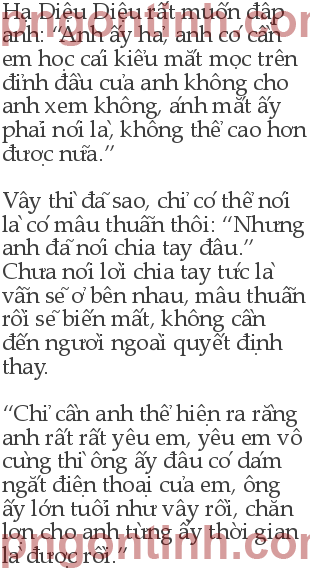 Hạ Diệu Diệu rất muốn đập
anh: “Anh ấy hả, anh có cần
em học cái kiểu mắt mọc trên
đỉnh đầu của anh không cho
anh xem không, ánh mắt ấy
phải nói là, không thể cao hơn
được nữa.”
Vậy thì đã sao, chỉ có thể nói
là có mâu thuẫn thôi: “Nhưng
anh đã nói chia tay đâu.”
Chưa nói lời chia tay tức là
vẫn sẽ ở bên nhau, mâu thuẫn
rồi sẽ biến mất, không cần
đến người ngoài quyết định
thay.
“Chỉ cần anh thể hiện ra rằng
anh rất rất yêu em, yêu em vô
cùng thì ông ấy đâu có dám
ngắt điện thoại của em, ông
ấy lớn tuổi như vậy rồi, chăn
lợn cho anh từng ấy thời gian
là được rồi.”
pngontinh.com
pngontinh.com